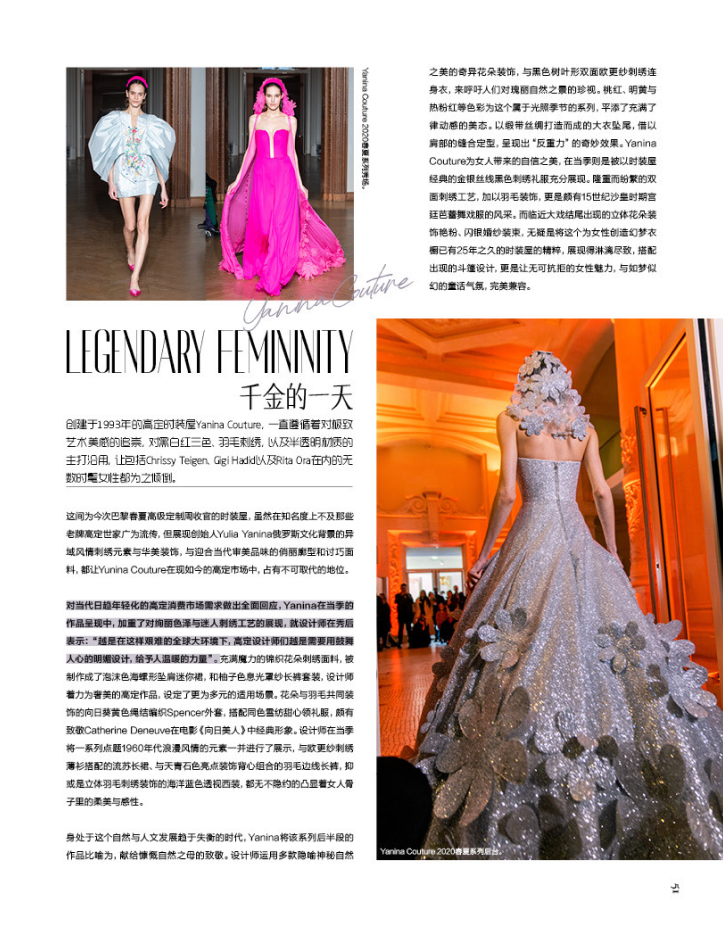 Yanina Couture 2020春夏系列秀场。
Yanina Couture
LEGENDARY FEMININITY
千金的一天
创建于1993年的高定时装屋Yanina Couture, 一直遵循着对极致
艺术美感的追崇, 对黑白红三色、羽毛刺绣, 以及半透明材质的
主打沿用, 让包括Chrissy Teigen, Gigi Hadid以及Rita Ora在内的无
数时髦女性都为之倾倒。
这间为今次巴黎春夏高级定制周收官的时装屋，虽然在知名度上不及那些
老牌高定世家广为流传，但展现创始人Yulia Yanina俄罗斯文化背景的异
域风情刺绣元素与华美装饰，与迎合当代审美品味的俏丽廓型和讨巧面
料，都让Yunina Couture在现如今的高定市场中，占有不可取代的地位。
对当代日趋年轻化的高定消费市场需求做出全面回应，Yanina在当季的
作品呈现中，加重了对绚丽色泽与迷人刺绣工艺的展现，就设计师在秀后
表示：“越是在这样艰难的全球大环境下，高定设计师们越是需要用鼓舞
人心的明媚设计，给予人温暖的力量”。充满魔力的锦织花朵刺绣面料，被
制作成了泡沫色海螺形坠肩迷你裙，和柚子色息光罩纱长裤套装，设计师
着力为奢美的高定作品，设定了更为多元的适用场景。花朵与羽毛共同装
饰的向日葵黄色绳结编织Spencer外套，搭配同色雪纺甜心领礼服，颇有
致敬Catherine Deneuve在电影《向日美人》中经典形象。设计师在当季
将一系列点题1960年代浪漫风情的元素一并进行了展示，与欧更纱刺绣
薄衫搭配的流苏长裙、与天青石色亮点装饰背心组合的羽毛边线长裤，抑
或是立体羽毛刺绣装饰的海洋蓝色透视西装，都无不隐约的凸显着女人骨
子里的柔美与感性。
身处于这个自然与人文发展趋于失衡的时代，Yanina将该系列后半段的
作品比喻为，献给慷慨自然之母的致敬。设计师运用多款隐喻神秘自然
之美的奇异花朵装饰，与黑色树叶形双面欧更纱刺绣连
身衣，来呼吁人们对瑰丽自然之景的珍视。桃红、明黄与
热粉红等色彩为这个属于光照季节的系列，平添了充满了
律动感的美态。以缎带丝绸打造而成的大衣坠尾，借以
肩部的缝合定型，呈现出“反重力”的奇妙效果。Yanina
Couture为女人带来的自信之美，在当季则是被以时装屋
经典的金银丝线黑色刺绣礼服充分展现。隆重而纷繁的双
面刺绣工艺，加以羽毛装饰，更是颇有15世纪沙皇时期宫
廷芭蕾舞戏服的风采。而临近大戏结尾出现的立体花朵装
饰艳粉、闪银婚纱装束，无疑是将这个为女性创造幻梦衣
橱已有25年之久的时装屋的精粹，展现得淋漓尽致，搭配
出现的斗篷设计，更是让无可抗拒的女性魅力，与如梦似
幻的童话气氛，完美兼容。
Yanina Couture 2020春夏系列后台。
51